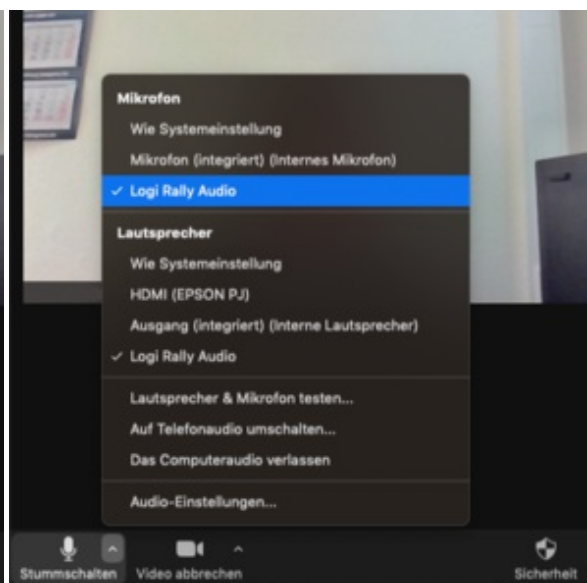 Mikrofon
Wie Systemeinstellung
Mikrofon (integriert) (Internes Mikrofon)
✓ Logi Rally Audio
Lautsprecher
Wie Systemeinstellung
HDMI (EPSON PJ)
Ausgang (integriert) (Interne Lautsprecher)
✓ Logi Rally Audio
Lautsprecher & Mikrofon testen...
Auf Telefonaudio umschalten...
Das Computeraudio verlassen
Audio-Einstellungen...
Stummschalten Video abbrechen Sicherheit